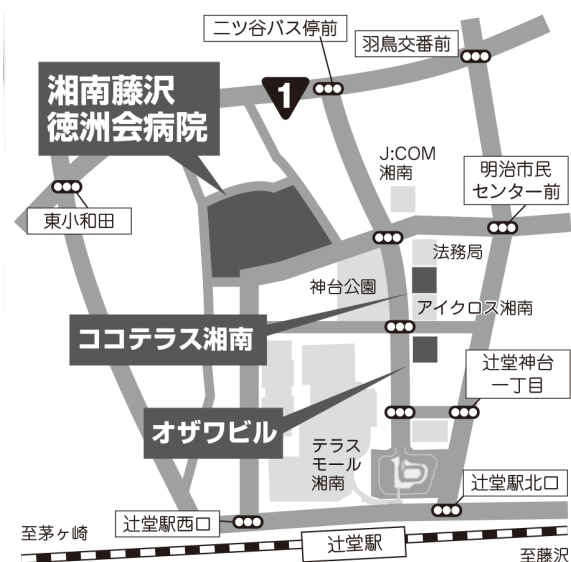 二ツ谷バス停前
羽鳥交番前
湘南藤沢
徳洲会病院
1
J:COM
湘南
明治市民
センター前
東小和田
法務局
神台公園
アイクロス湘南
ココテラス湘南
辻堂神台
一丁目
オザワビル
テラス
モール
湘南
辻堂駅北口
辻堂駅西口
至茅ヶ崎
辻堂駅
至藤沢